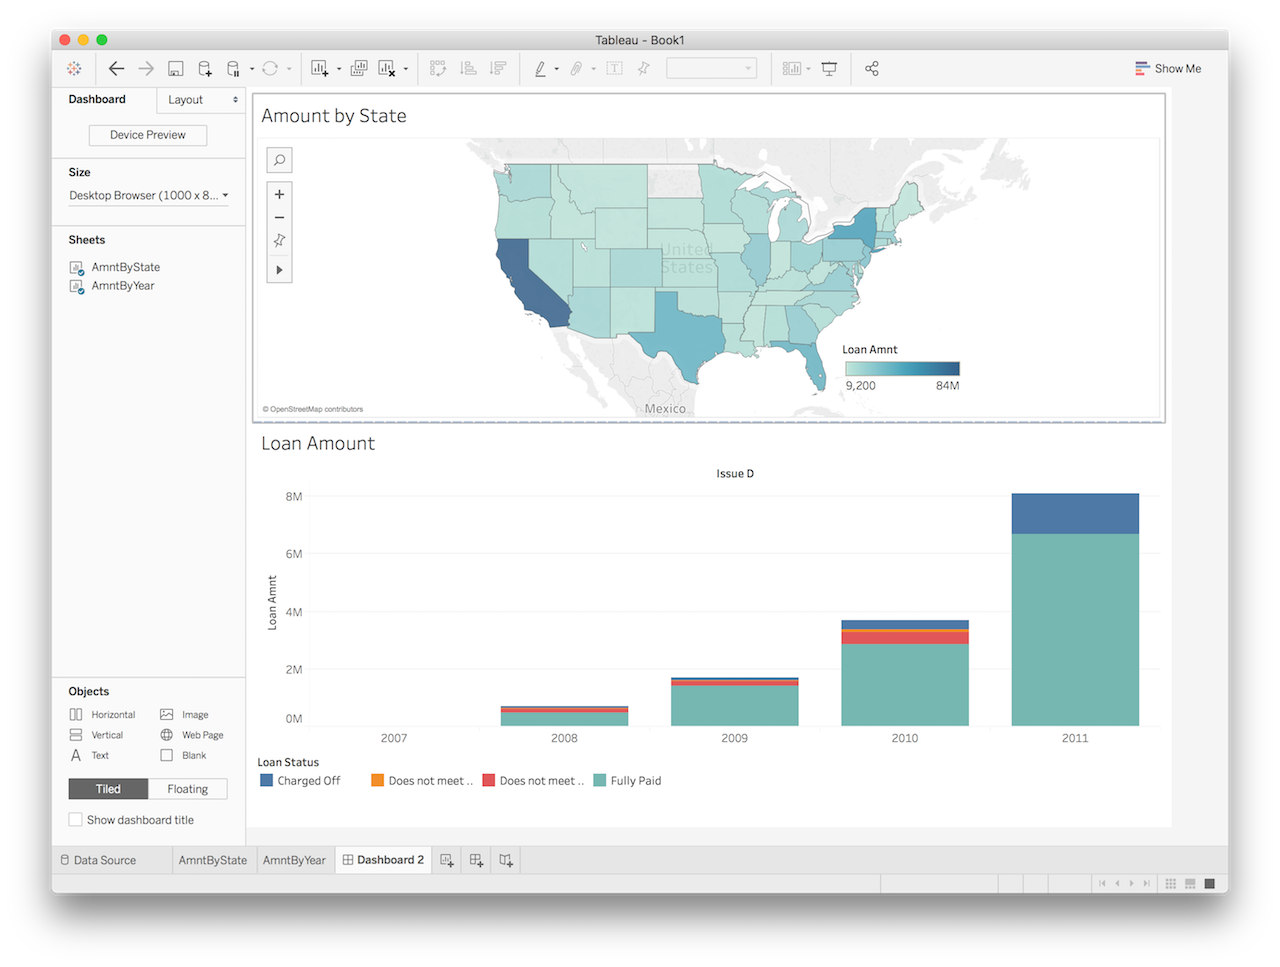 Tableau - Book1
Show Me
Dashboard
Layout
Device Preview
Size
Desktop Browser (1000 x 8...
Sheets
AmntByState
AmntByYear
Amount by State
United
States
Mexico
© OpenStreetMap contributors
Loan Amnt
9,200 84M
Loan Amount
Issue D
Loan Amnt
8M
6M
4M
2M
0M
2007 2008 2009 2010 2011
Loan Status
Charged Off Does not meet .. Does not meet .. Fully Paid
Objects
Horizontal Image
Vertical Web Page
A Text Blank
Tiled Floating
Show dashboard title
Data Source AmntByState AmntByYear Dashboard 2